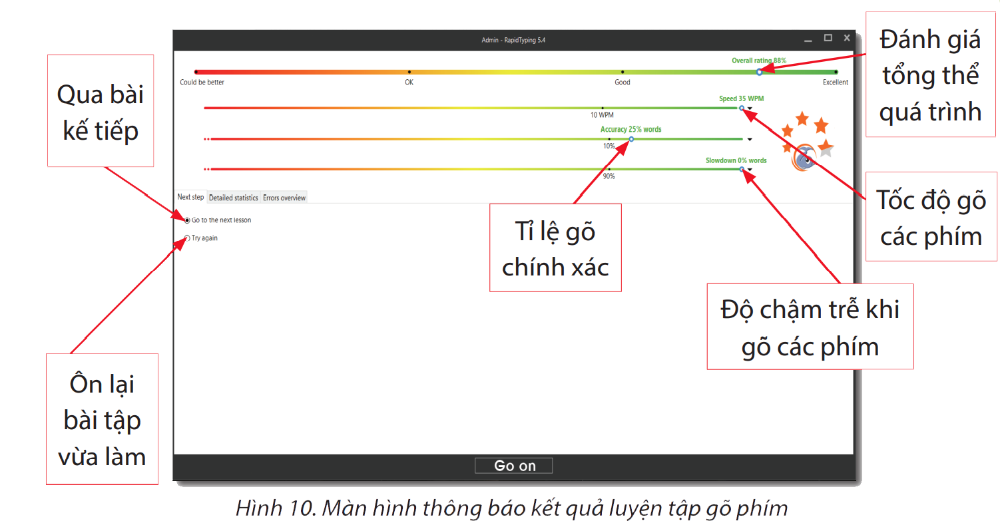 Admin - RapidTyping 5.4
Overall rating 88%
Could be better
OK
Good
Excellent
Speed 35 WPM
10 WPM
Accuracy 25% words
10%
Slowdown 0% words
90%
Next step
Detailed statistics
Errors overview
Go to the next lesson
Try again
Go on
Qua bài
kế tiếp
Ôn lại
bài tập
vừa làm
Tỉ lệ gõ
chính xác
Đánh giá
tổng thể
quá trình
Tốc độ gõ
các phím
Độ chậm trễ khi
gõ các phím
Hình 10. Màn hình thông báo kết quả luyện tập gõ phím